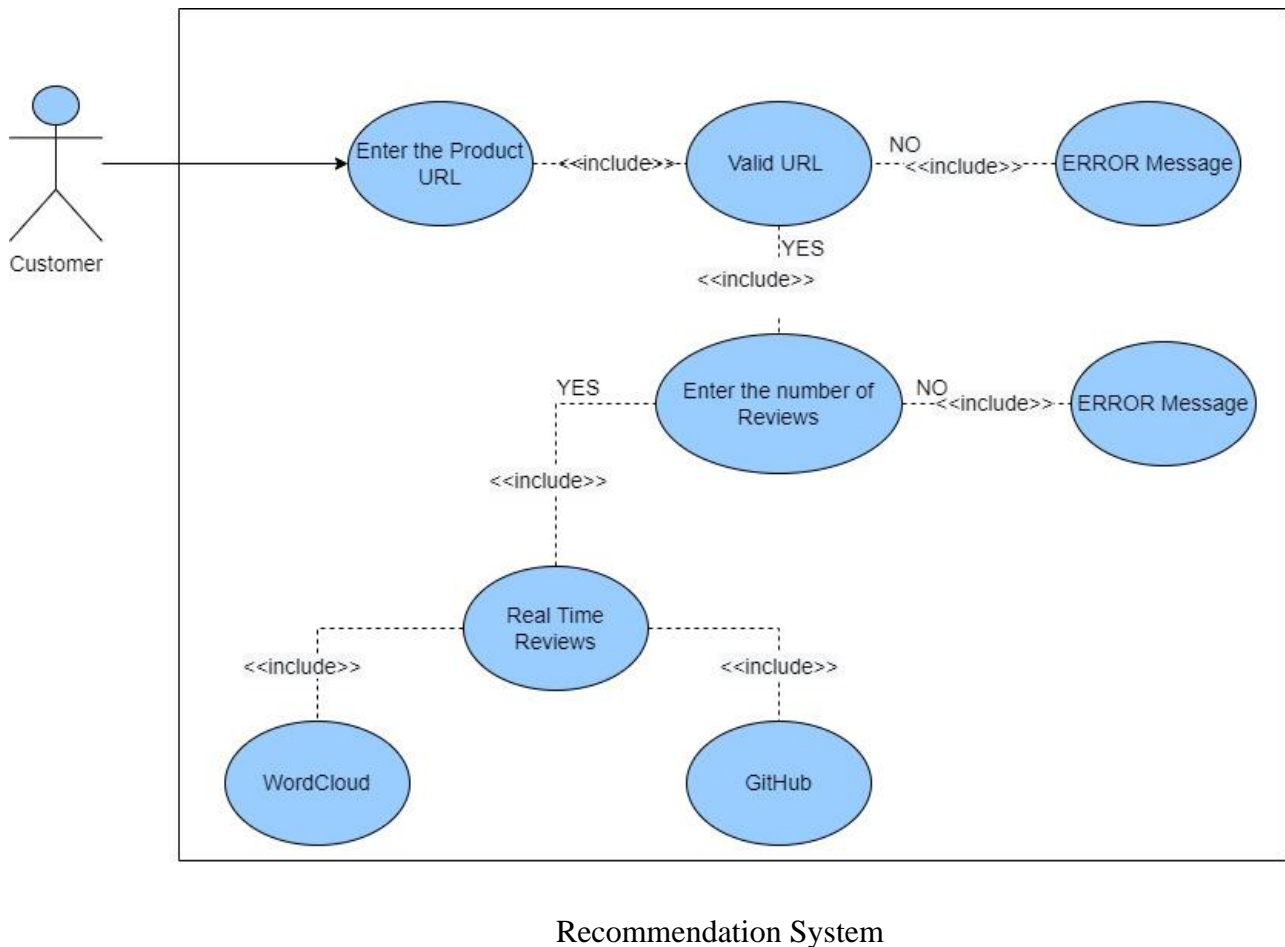 Customer
Enter the Product
URL
<<include>>
Valid URL
NO
<<include>>
ERROR Message
YES
<<include>>
Enter the number of
Reviews
NO
<<include>>
ERROR Message
YES
<<include>>
Real Time
Reviews
<<include>>
<<include>>
WordCloud
GitHub
Recommendation System